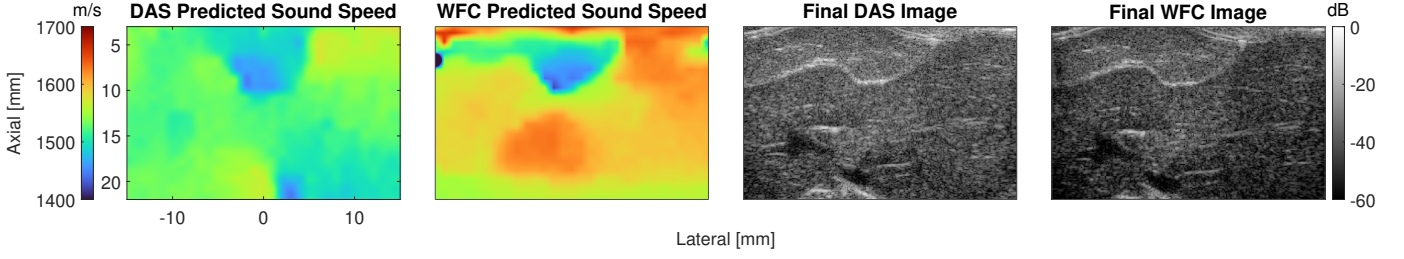 m/s
DAS Predicted Sound Speed
WFC Predicted Sound Speed
Final DAS Image
Final WFC Image
dB
1700
1600
1500
1400
Axial [mm]
5
10
15
20
-10
0
10
0
-20
-40
-60
Lateral [mm]